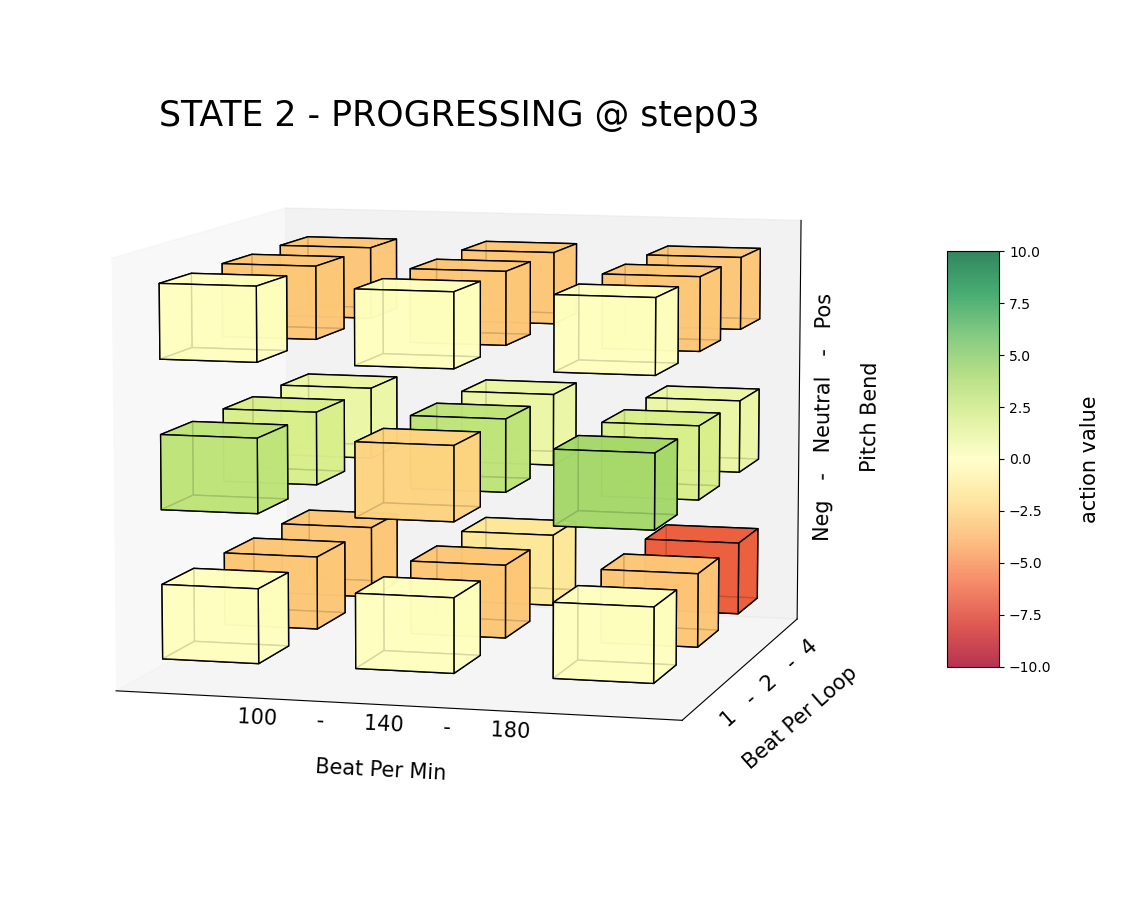 STATE 2 - PROGRESSING @ step03
Neg - Neutral - Pos
Pitch Bend
100 - 140 - 180
Beat Per Min
1 - 2 - 4
Beat Per Loop
10.0
7.5
5.0
2.5
0.0
−2.5
−5.0
−7.5
−10.0
action value